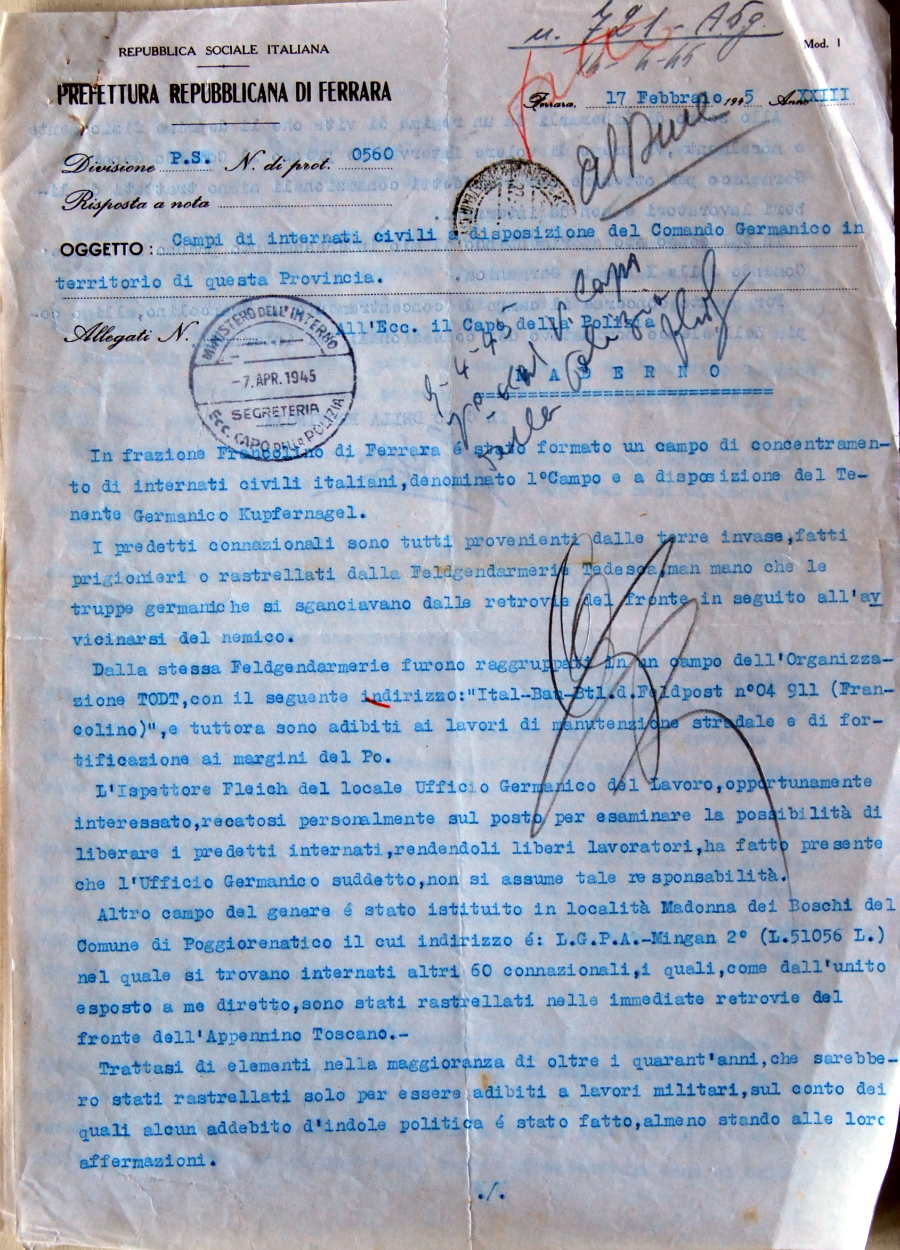 REPUBBLICA SOCIALE ITALIANA
PREFETTURA REPUBBLICANA DI FERRARA
n. 721 - A5g.
Mod. 1
Ferrara, 17 Febbraio 1945 Anno XXIII
fatto
Divisione P.S. N. di prot. 0560
Risposta a nota
OGGETTO: Campi di internati civili a disposizione del Comando Germanico in
territorio di questa Provincia.
Allegati N.
All'Ecc. il Capo della Polizia
MADERNO
MINISTERO DELL'INTERNO
-7.APR.1945
SEGRETERIA
ECC. CAPO DELLA POLIZIA
In frazione Francolino di Ferrara é stato formato un campo di concentramen-
to di internati civili italiani,denominato 1°Campo e a disposizione del Te-
nente Germanico Kupfernagel.
I predetti connazionali sono tutti provenienti dalle terre invase,fatti
prigionieri o rastrellati dalla Feldgendarmerie Tedesca,man mano che le
truppe germaniche si sganciavano dalle retrovie del fronte in seguito all'av
vicinarsi del nemico.
Dalla stessa Feldgendarmerie furono raggruppati in un campo dell'Organizza-
zione TODT,con il seguente indirizzo:"Ital-Bau-Btl.d.Feldpost n°04 911 (Fran-
colino)",e tuttora sono adibiti ai lavori di manutenzione stradale e di for-
tificazione ai margini del Po.
L'Ispettore Fleich del locale Ufficio Germanico del Lavoro,opportunamente
interessato,recatosi personalmente sul posto per esaminare la possibilità di
liberare i predetti internati,rendendoli liberi lavoratori,ha fatto presente
che l'Ufficio Germanico suddetto,non si assume tale responsabilità.
Altro campo del genere é stato istituito in località Madonna dei Boschi del
Comune di Poggiorenatico il cui indirizzo é: L.G.P.A.-Mingan 2° (L.51056 L.)
nel quale si trovano internati altri 60 connazionali,i quali,come dall'unito
esposto a me diretto,sono stati rastrellati nelle immediate retrovie del
fronte dell'Appennino Toscano.-
Trattasi di elementi nella maggioranza di oltre i quarant'anni,che sarebbe-
ro stati rastrellati solo per essere adibiti a lavori militari,sul conto dei
quali alcun addebito d'indole politica é stato fatto,almeno stando alle loro
affermazioni.
./.